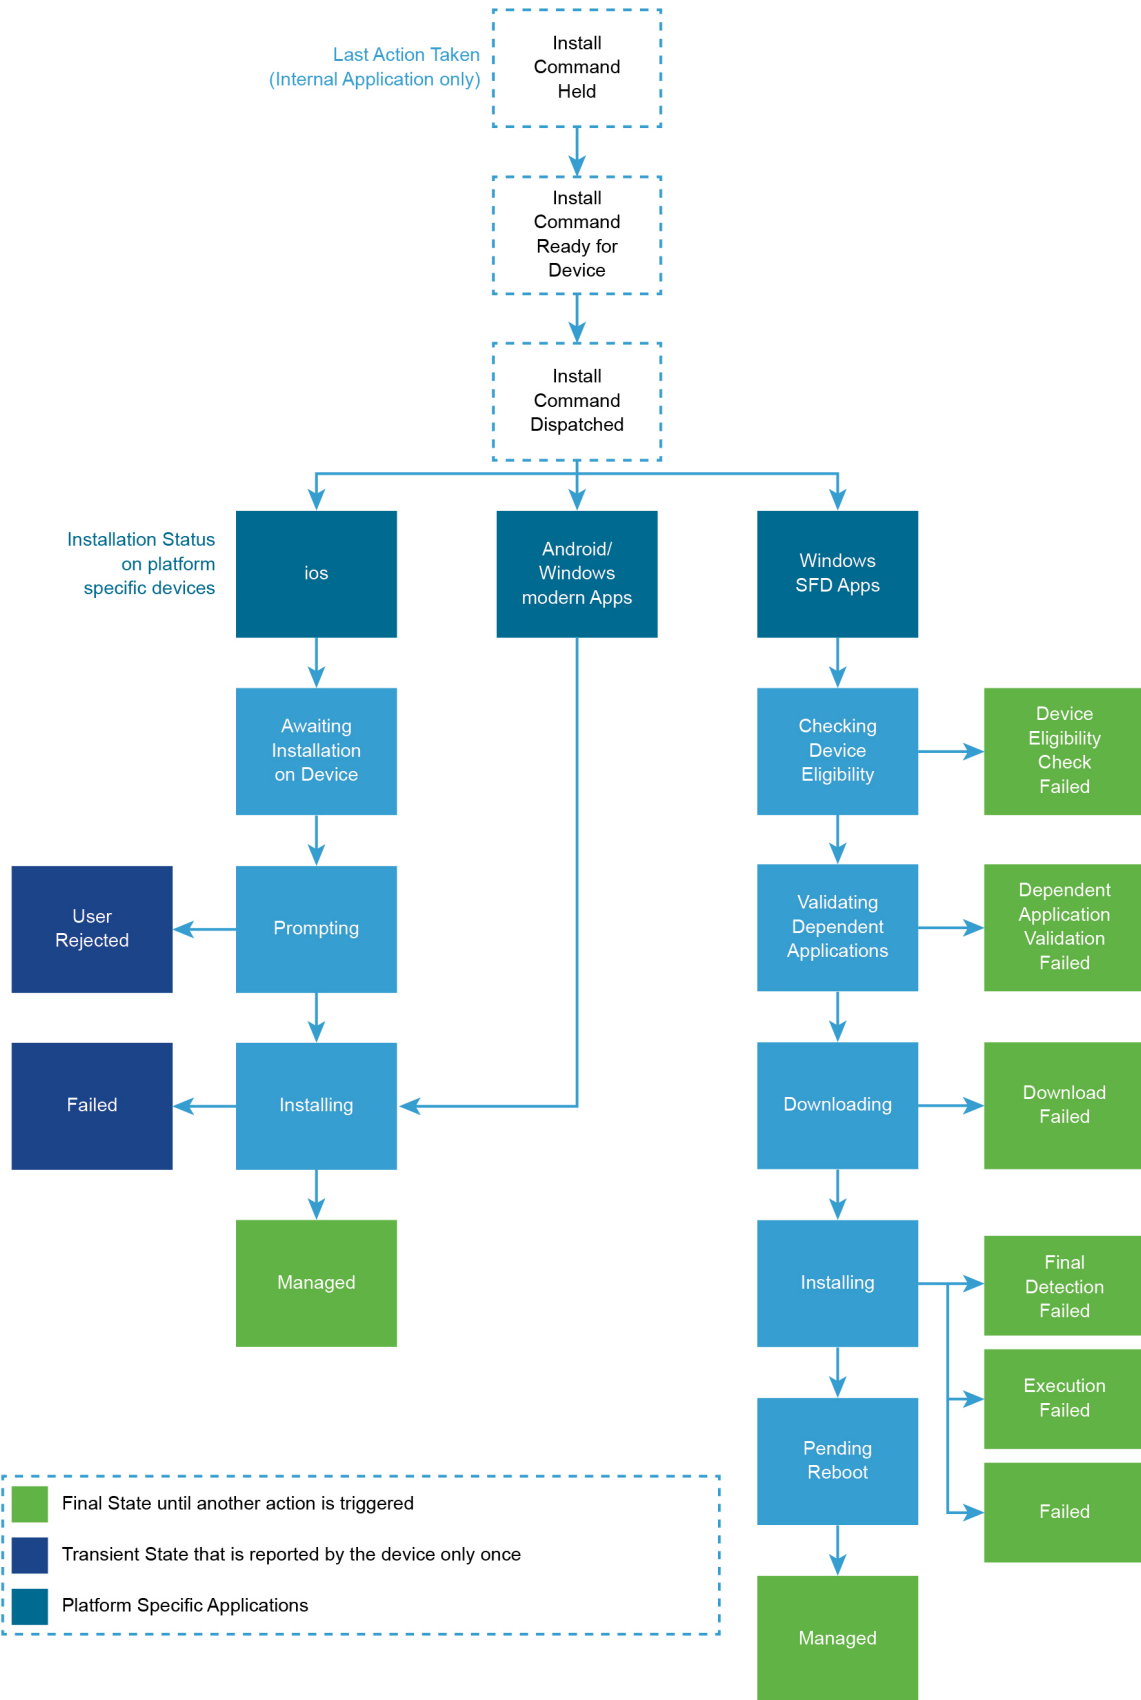 Last Action Taken
(Internal Application only)
Install
Command
Held
Install
Command
Ready for
Device
Install
Command
Dispatched
Installation Status
on platform
specific devices
ios
Android/
Windows
modern Apps
Windows
SFD Apps
Awaiting
Installation
on Device
Checking
Device
Eligibility
Device
Eligibility
Check
Failed
User
Rejected
Prompting
Validating
Dependent
Applications
Dependent
Application
Validation
Failed
Failed
Installing
Downloading
Download
Failed
Managed
Installing
Final
Detection
Failed
Execution
Failed
Pending
Reboot
Failed
Managed
Final State until another action is triggered
Transient State that is reported by the device only once
Platform Specific Applications